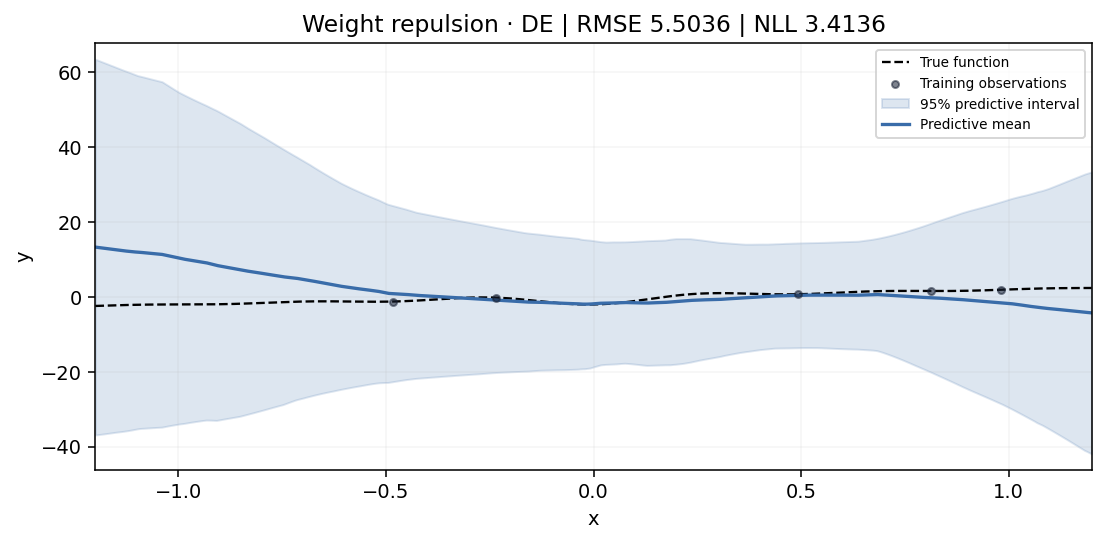 Weight repulsion · DE | RMSE 5.5036 | NLL 3.4136
True function
Training observations
95% predictive interval
Predictive mean
60
40
20
0
−20
−40
y
−1.0
−0.5
0.0
0.5
1.0
x